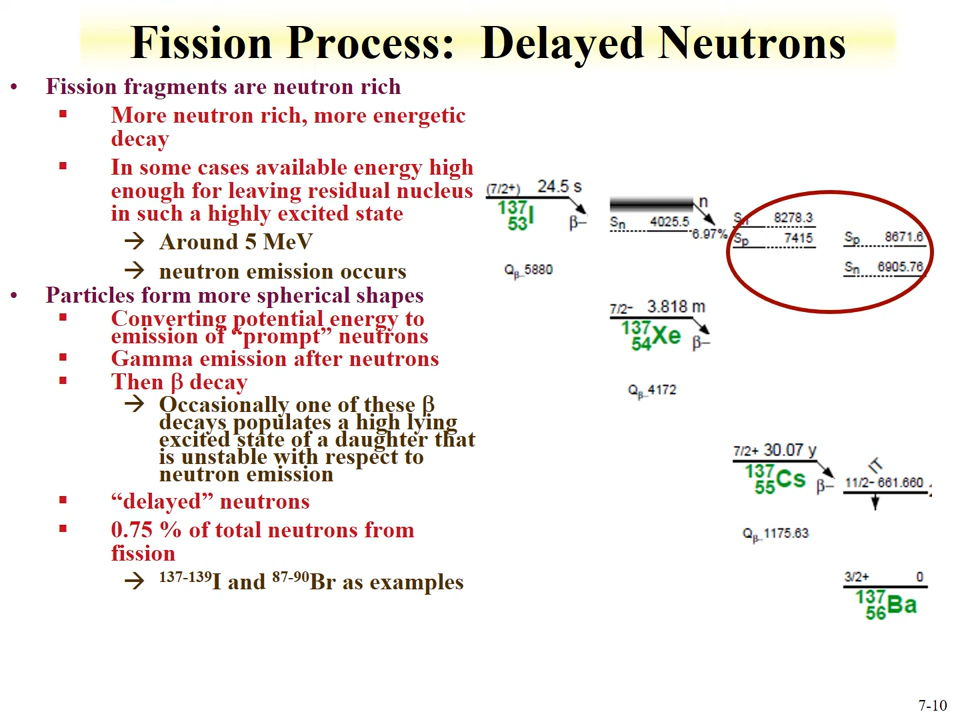 Fission Process: Delayed Neutrons
• Fission fragments are neutron rich
▪ More neutron rich, more energetic
decay
▪ In some cases available energy high
enough for leaving residual nucleus
in such a highly excited state
→ Around 5 MeV
→ neutron emission occurs
• Particles form more spherical shapes
▪ Converting potential energy to
emission of “prompt” neutrons
▪ Gamma emission after neutrons
▪ Then β decay
→ Occasionally one of these β
decays populates a high lying
excited state of a daughter that
is unstable with respect to
neutron emission
▪ “delayed” neutrons
▪ 0.75 % of total neutrons from
fission
→ 137-139I and 87-90Br as examples
(7/2+) 24.5 s
137
53I
β−
Qβ−5880
n
Sn 4025.5
6.97%
Sn 8278.3
Sp 7415
Sp 8671.6
Sn 6905.76
7/2− 3.818 m
137
54Xe
β−
Qβ−4172
7/2+ 30.07 y
137
55Cs
β−
Qβ−1175.63
IT
11/2− 661.660
3/2+ 0
137
56Ba
7-10